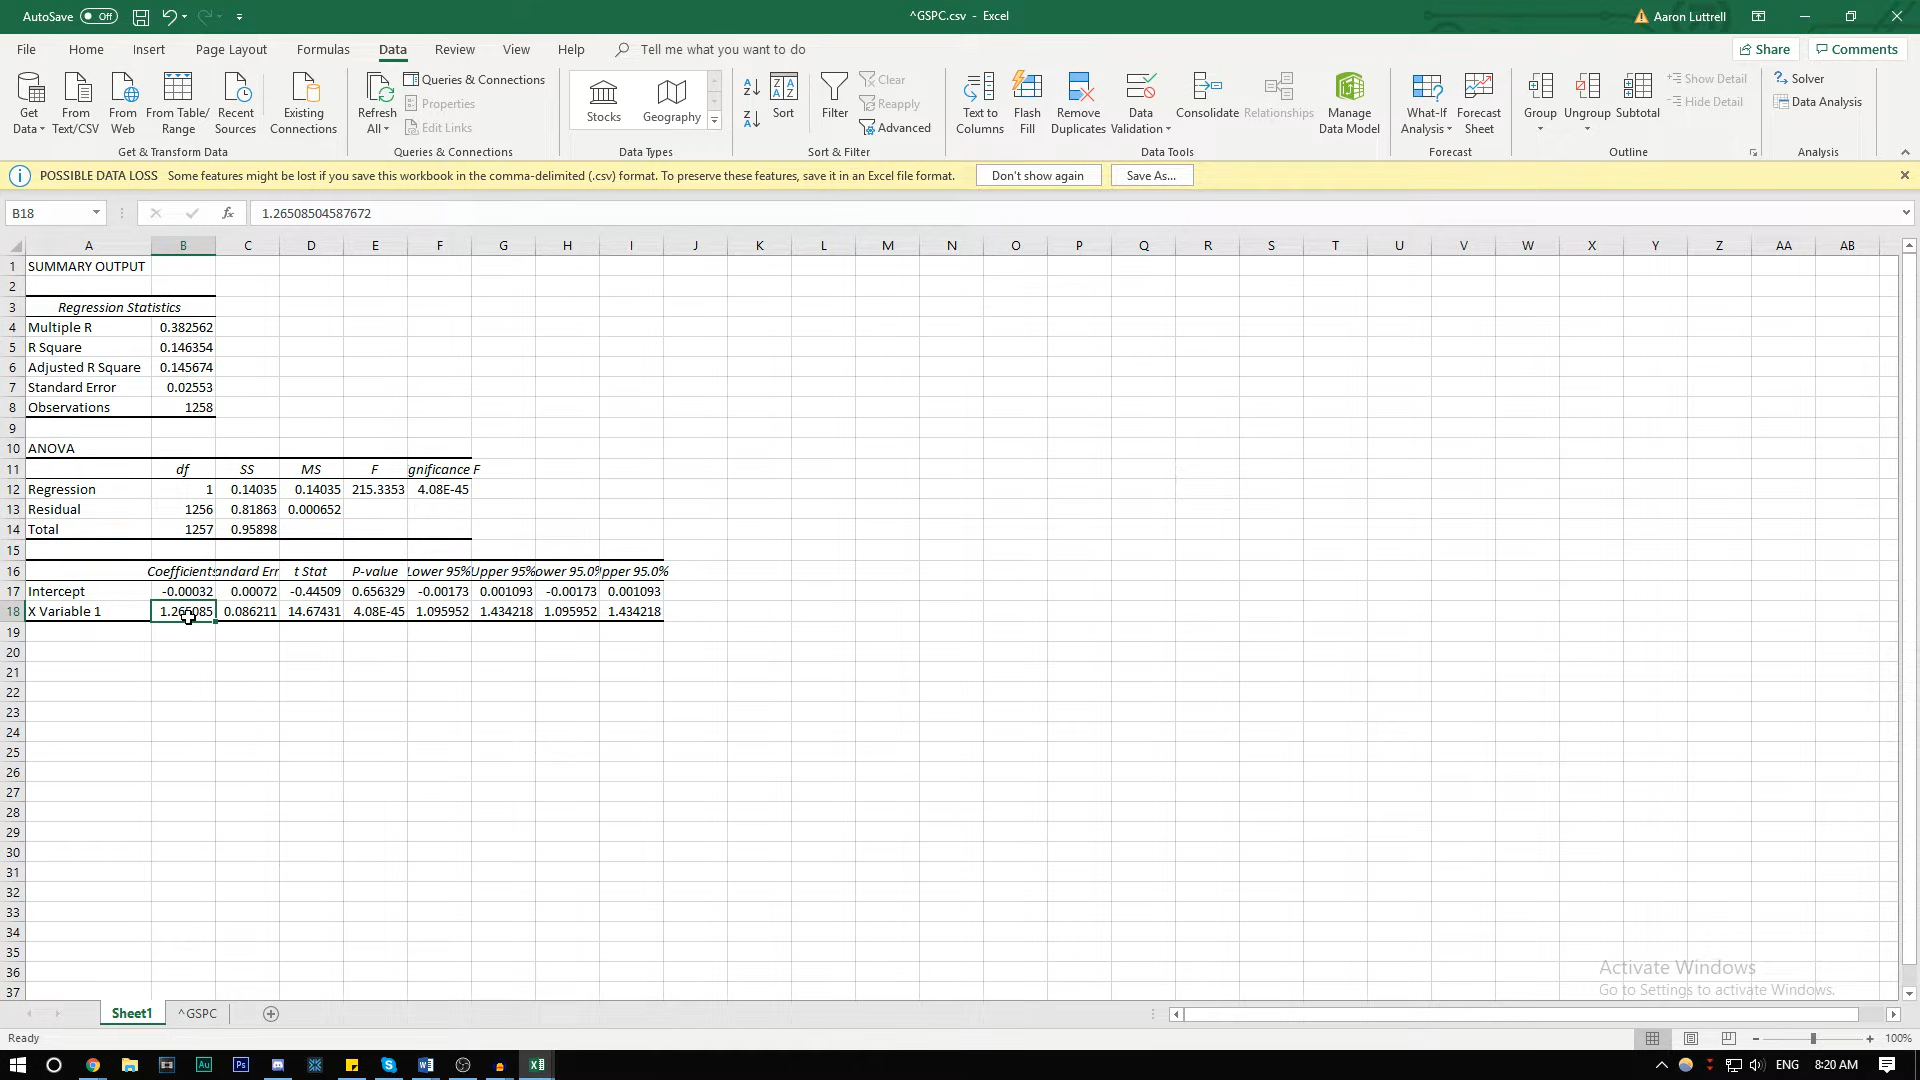 AutoSave Off ^GSPC.csv - Excel Aaron Luttrell
File Home Insert Page Layout Formulas Data Review View Help Tell me what you want to do Share Comments
Get Data From Text/CSV From Web From Table/Range Recent Sources Existing Connections
Get & Transform Data
Refresh All Queries & Connections
Properties
Edit Links
Queries & Connections
Stocks Geography
Data Types
Sort Filter Clear
Reapply
Advanced
Sort & Filter
Text to Columns Flash Fill Remove Duplicates Data Validation Consolidate Relationships Manage Data Model
Data Tools
What-If Analysis Forecast Sheet
Forecast
Group Ungroup Subtotal Show Detail
Hide Detail
Outline
Solver
Data Analysis
Analysis
POSSIBLE DATA LOSS Some features might be lost if you save this workbook in the comma-delimited (.csv) format. To preserve these features, save it in an Excel file format. Don't show again Save As...
B18 fx 1.26508504587672
A B C D E F G H I J K L M N O P Q R S T U V W X Y Z AA AB
1 SUMMARY OUTPUT
2
3 Regression Statistics
4 Multiple R 0.382562
5 R Square 0.146354
6 Adjusted R Square 0.145674
7 Standard Error 0.02553
8 Observations 1258
9
10 ANOVA
11 df SS MS F gnificance F
12 Regression 1 0.14035 0.14035 215.3353 4.08E-45
13 Residual 1256 0.81863 0.000652
14 Total 1257 0.95898
15
16 Coefficients andard Err t Stat P-value Lower 95% Upper 95% ower 95.0% pper 95.0%
17 Intercept -0.00032 0.00072 -0.44509 0.656329 -0.00173 0.001093 -0.00173 0.001093
18 X Variable 1 1.265085 0.086211 14.67431 4.08E-45 1.095952 1.434218 1.095952 1.434218
19
20
21
22
23
24
25
26
27
28
29
30
31
32
33
34
35
36
37
Activate Windows
Go to Settings to activate Windows.
Sheet1 ^GSPC
Ready 100%
ENG 8:20 AM